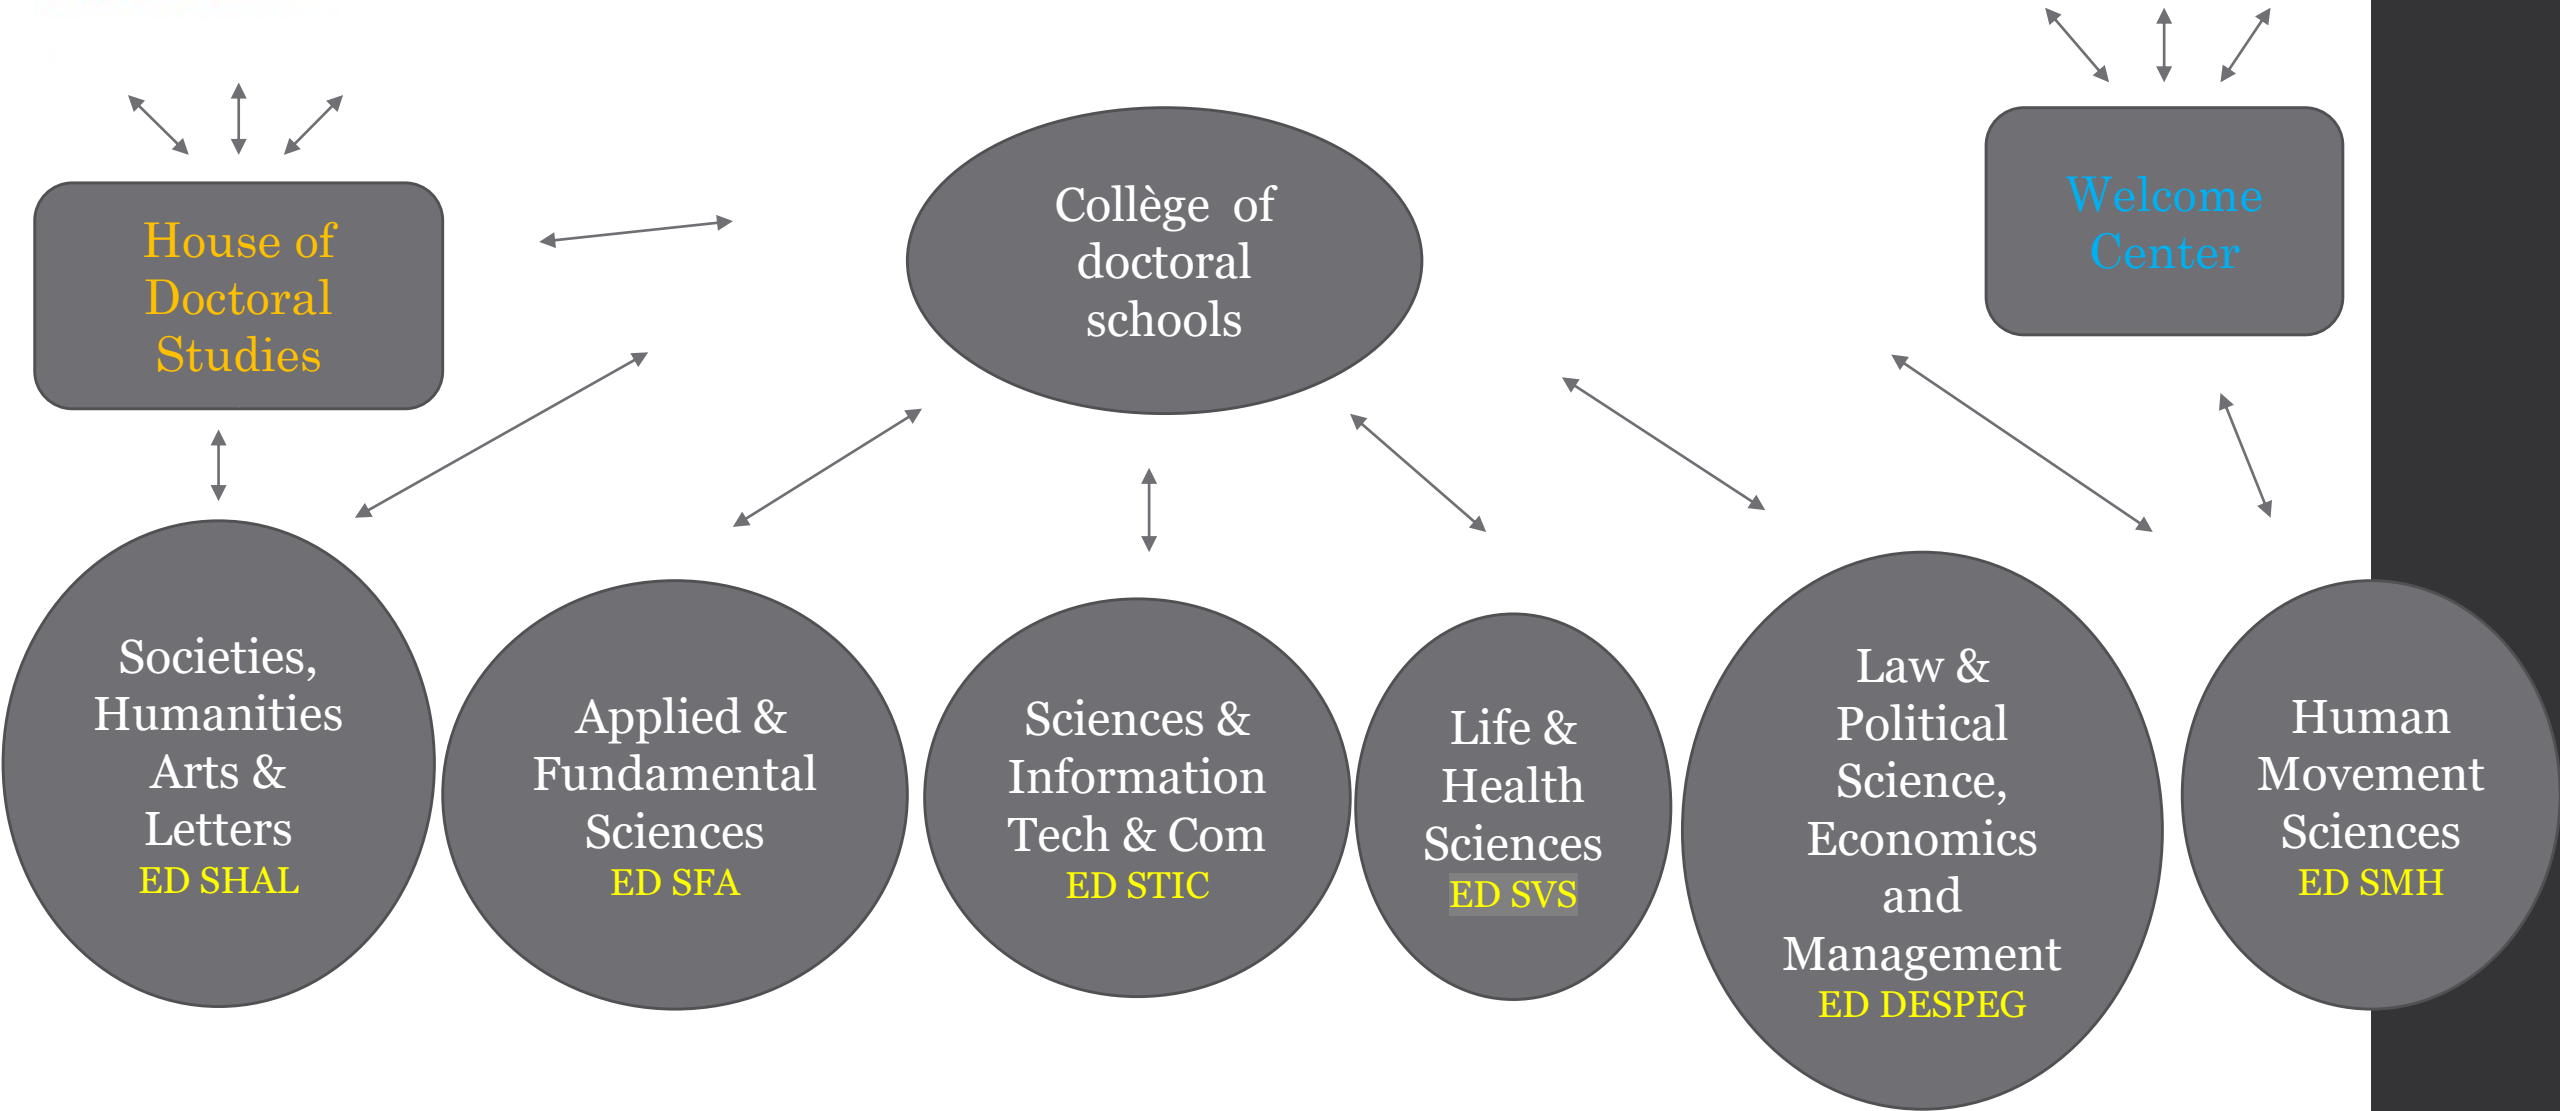 House of
Doctoral
Studies
Collège of
doctoral
schools
Welcome
Center
Societies,
Humanities
Arts &
Letters
ED SHAL
Applied &
Fundamental
Sciences
ED SFA
Sciences &
Information
Tech & Com
ED STIC
Life &
Health
Sciences
ED SVS
Law &
Political
Science,
Economics
and
Management
ED DESPEG
Human
Movement
Sciences
ED SMH